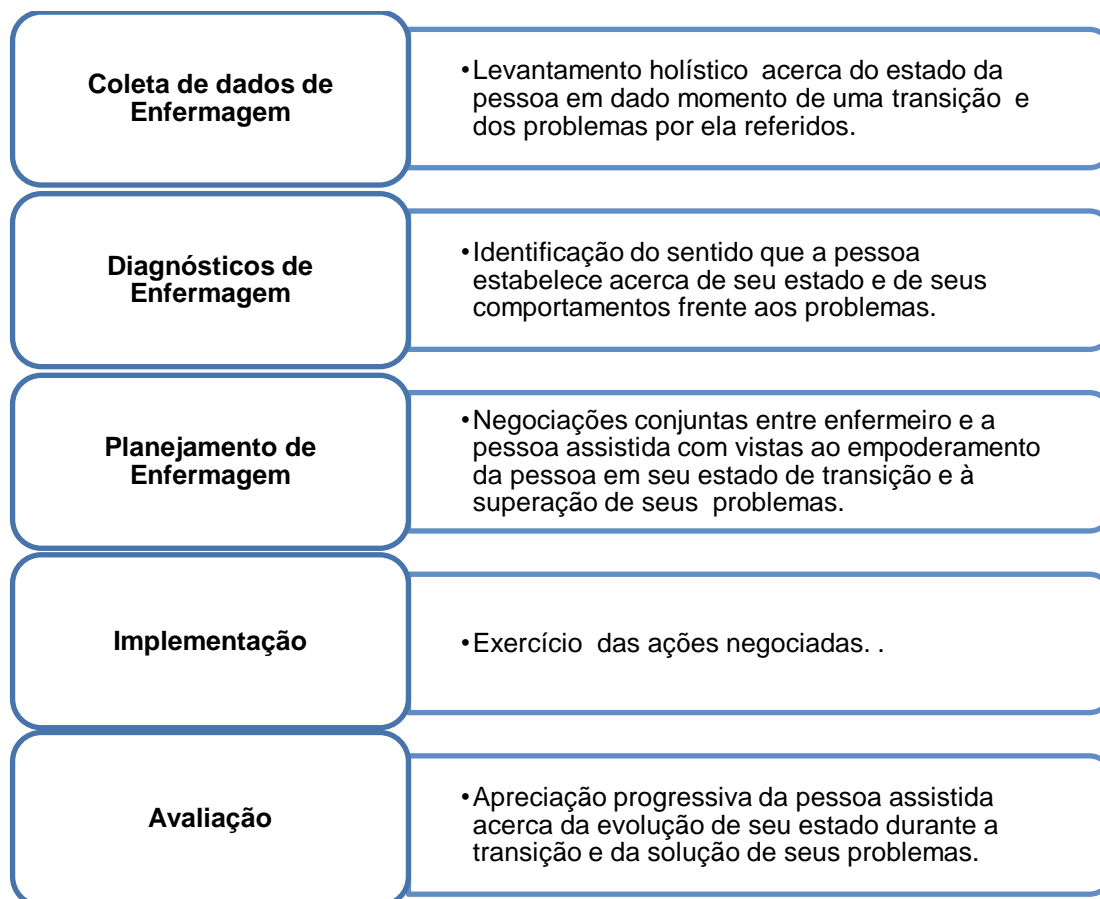 Coleta de dados de
Enfermagem
•Levantamento holístico acerca do estado da
pessoa em dado momento de uma transição e
dos problemas por ela referidos.
Diagnósticos de
Enfermagem
•Identificação do sentido que a pessoa
estabelece acerca de seu estado e de seus
comportamentos frente aos problemas.
Planejamento de
Enfermagem
•Negociações conjuntas entre enfermeiro e a
pessoa assistida com vistas ao empoderamento
da pessoa em seu estado de transição e à
superação de seus problemas.
Implementação
•Exercício das ações negociadas. .
Avaliação
•Apreciação progressiva da pessoa assistida
acerca da evolução de seu estado durante a
transição e da solução de seus problemas.